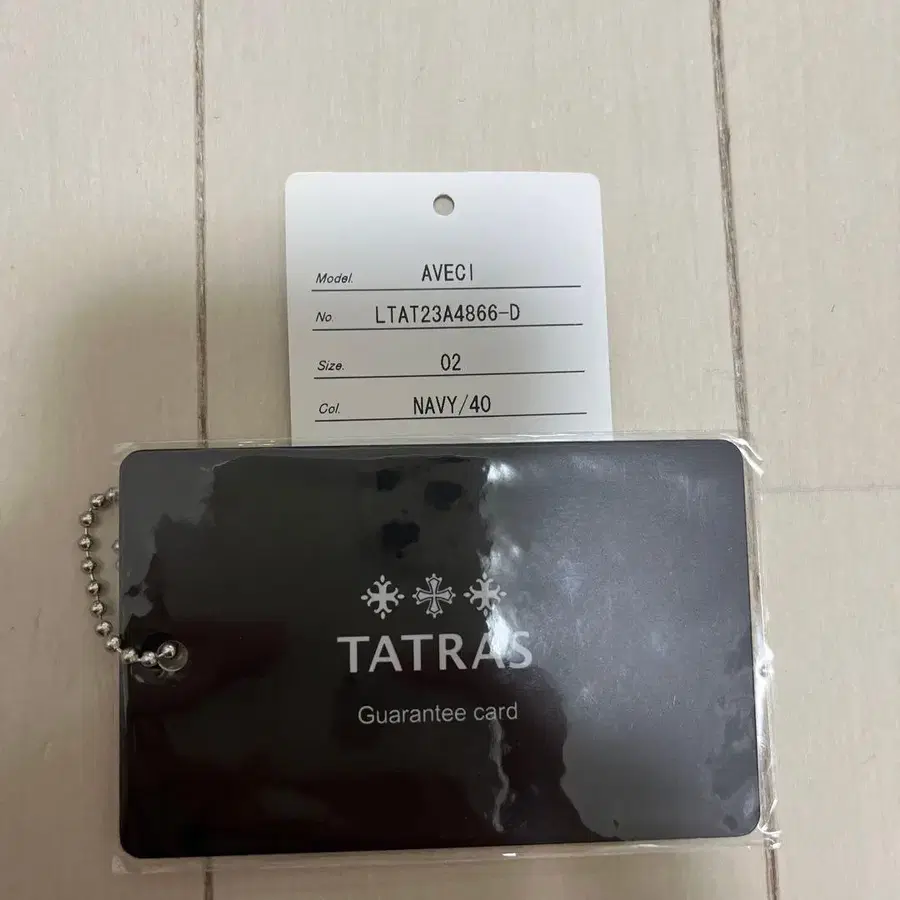 Model. AVECI
No. LTAT23A4866-D
Size. 02
Col. NAVY/40
TATRAS
Guarantee card